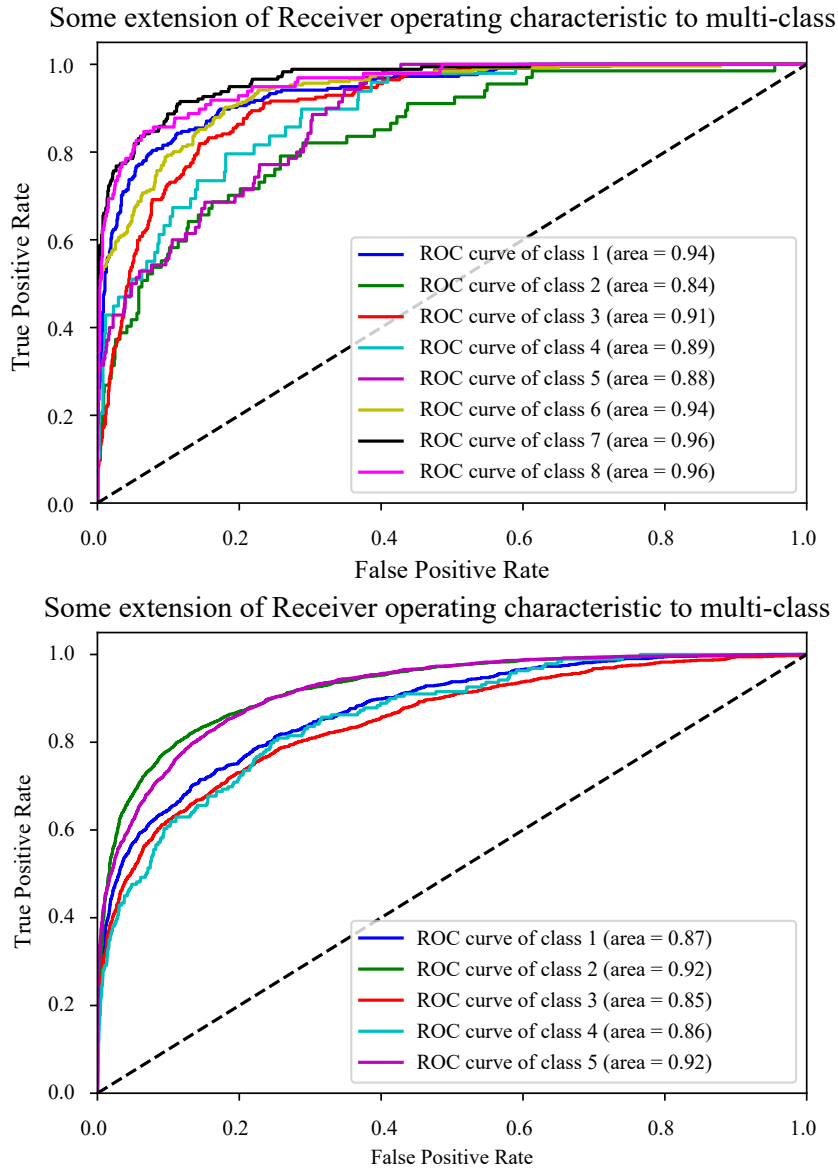 Some extension of Receiver operating characteristic to multi-class
1.0
0.8
0.6
0.4
0.2
0.0
True Positive Rate
ROC curve of class 1 (area = 0.94)
ROC curve of class 2 (area = 0.84)
ROC curve of class 3 (area = 0.91)
ROC curve of class 4 (area = 0.89)
ROC curve of class 5 (area = 0.88)
ROC curve of class 6 (area = 0.94)
ROC curve of class 7 (area = 0.96)
ROC curve of class 8 (area = 0.96)
0.0 0.2 0.4 0.6 0.8 1.0
False Positive Rate
Some extension of Receiver operating characteristic to multi-class
1.0
0.8
0.6
0.4
0.2
0.0
True Positive Rate
ROC curve of class 1 (area = 0.87)
ROC curve of class 2 (area = 0.92)
ROC curve of class 3 (area = 0.85)
ROC curve of class 4 (area = 0.86)
ROC curve of class 5 (area = 0.92)
0.0 0.2 0.4 0.6 0.8 1.0
False Positive Rate